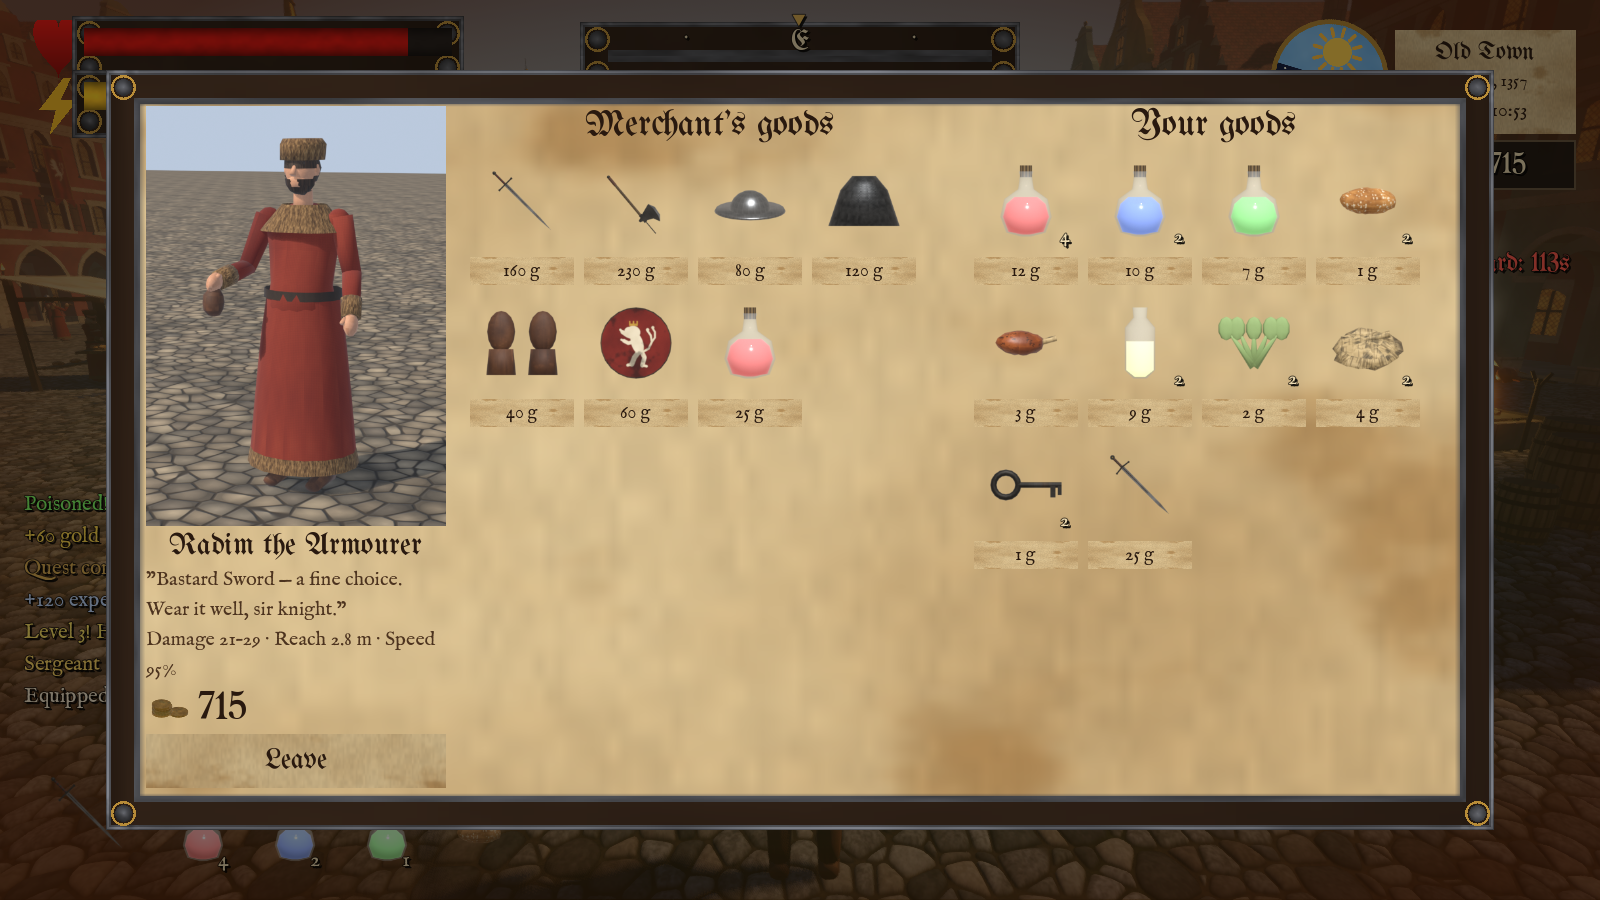 E
Old Town
, 1357
10:53
715
Merchant's goods
Your goods
4
2
2
160 g
230 g
80 g
120 g
12 g
10 g
7 g
1 g
2
2
2
40 g
60 g
25 g
3 g
9 g
2 g
4 g
2
1 g
25 g
Radim the Armourer
"Bastard Sword – a fine choice.
Wear it well, sir knight."
Damage 21-29 · Reach 2.8 m · Speed
95%
715
Leave
113s
Poisoned!
+60 gold
Quest
+120
Level 3!
Sergeant
Equipped
4
2
1